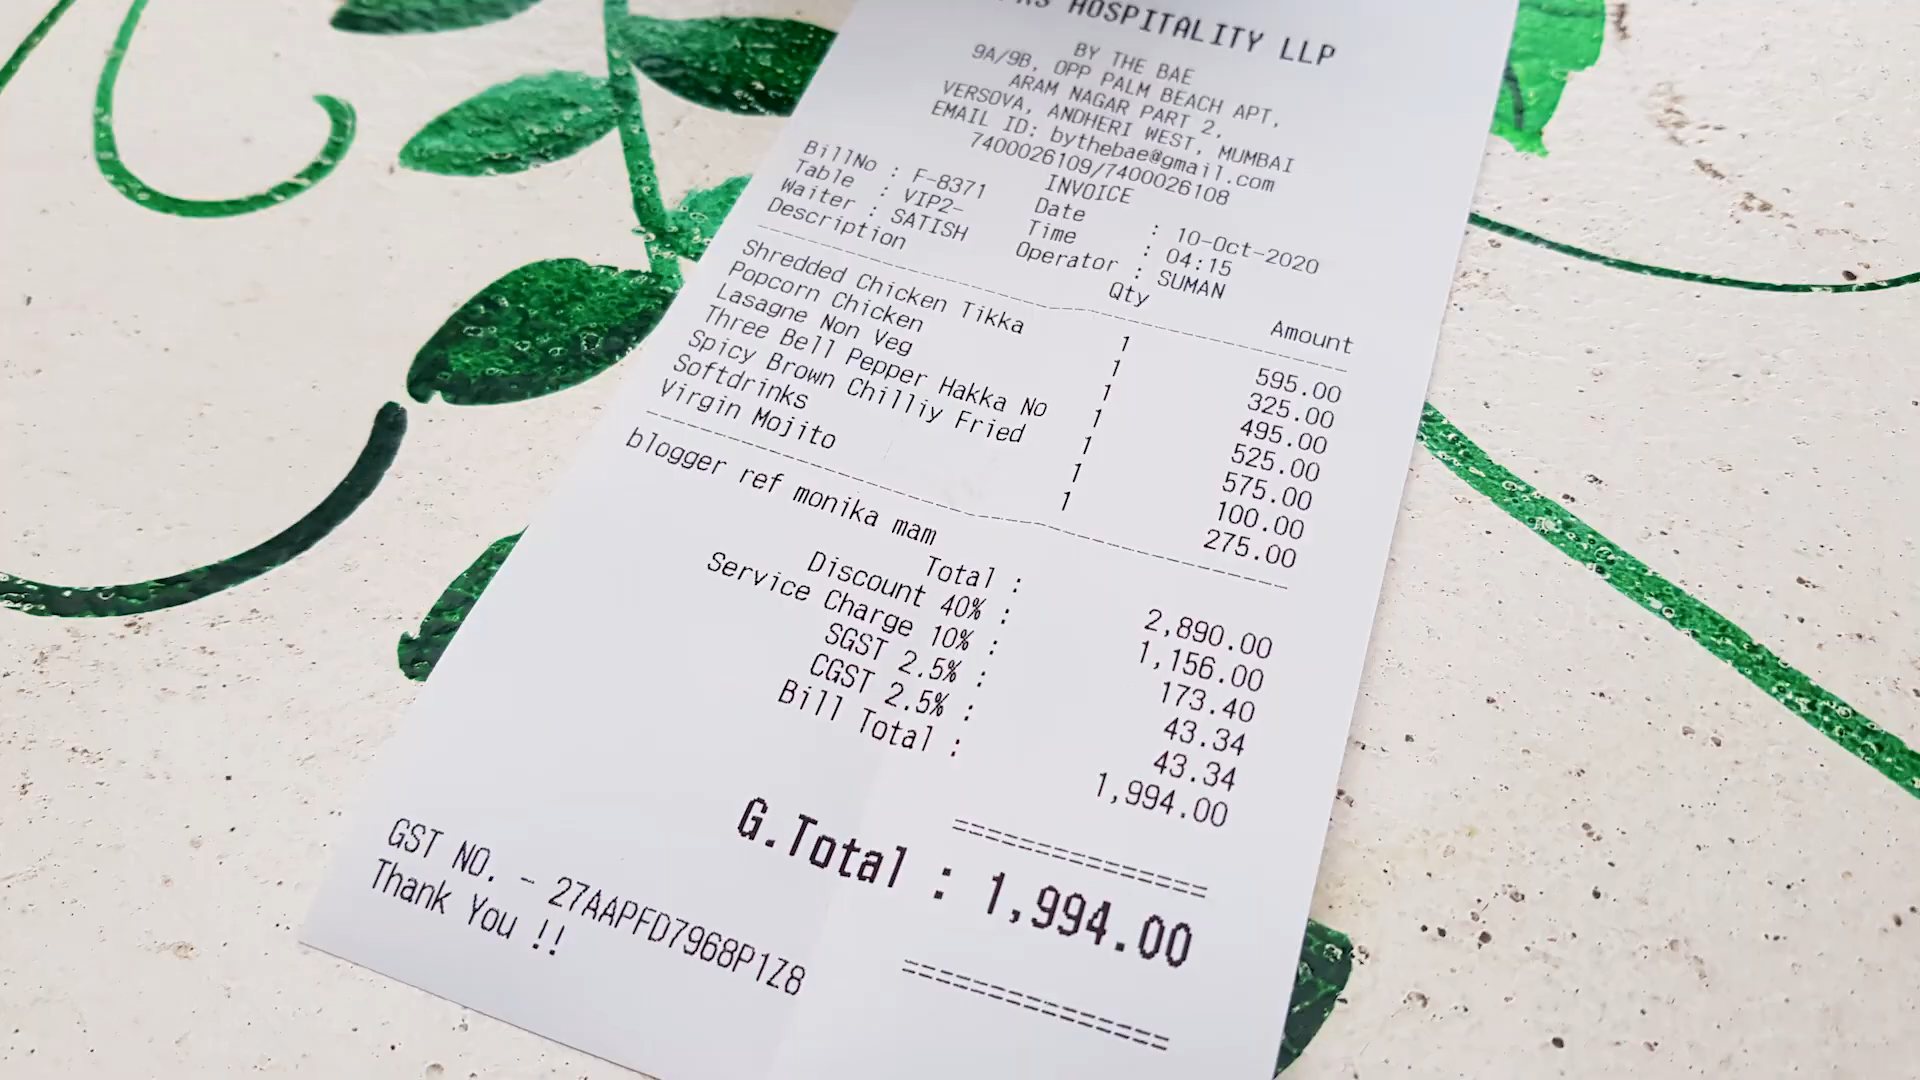 HOSPITALITY LLP
BY THE BAE
9A/9B, OPP PALM BEACH APT,
ARAM NAGAR PART 2,
VERSOVA, ANDHERI WEST, MUMBAI
EMAIL ID: bythebae@gmail.com
7400026109/7400026108
INVOICE
BillNo : F-8371 Date : 10-Oct-2020
Table : VIP2- Time : 04:15
Waiter : SATISH Operator : SUMAN
Description Qty Amount
Shredded Chicken Tikka 1 595.00
Popcorn Chicken 1 325.00
Lasagne Non Veg 1 495.00
Three Bell Pepper Hakka No 1 525.00
Spicy Brown Chilliy Fried 1 575.00
Softdrinks 1 100.00
Virgin Mojito 1 275.00
blogger ref monika mam
Total : 2,890.00
Discount 40% : 1,156.00
Service Charge 10% : 173.40
SGST 2.5% : 43.34
CGST 2.5% : 43.34
Bill Total : 1,994.00
============
G.Total : 1,994.00
============
GST NO. - 27AAPFD7968P1Z8
Thank You !!